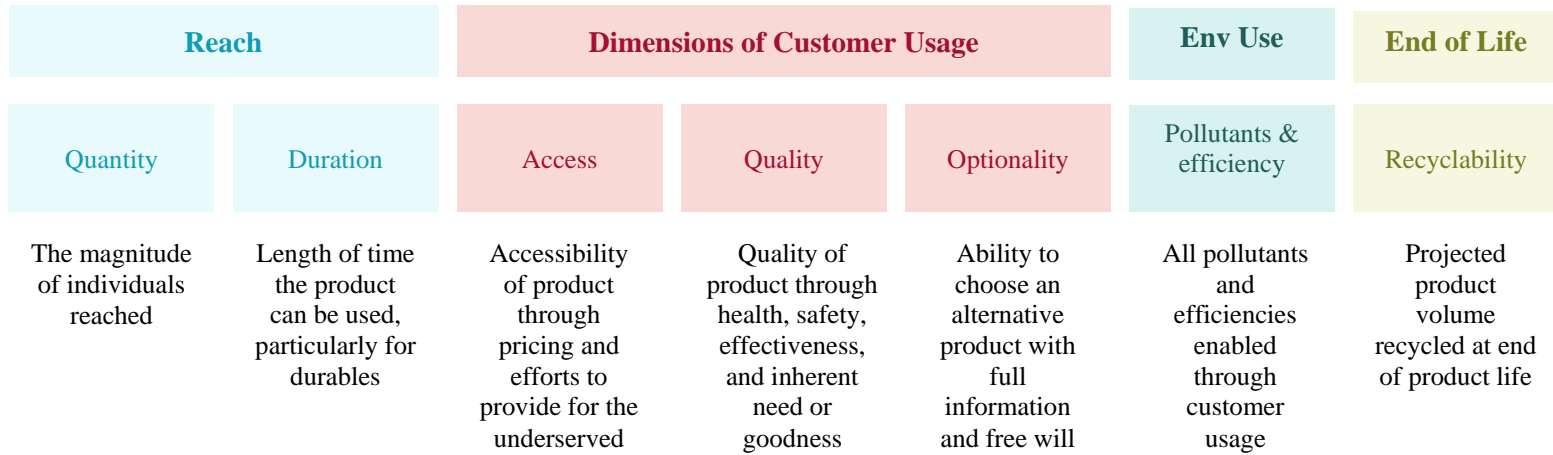 Reach
Dimensions of Customer Usage
Env Use
End of Life
Quantity
Duration
Access
Quality
Optionality
Pollutants &
efficiency
Recyclability
The magnitude
of individuals
reached
Length of time
the product
can be used,
particularly for
durables
Accessibility
of product
through
pricing and
efforts to
provide for the
underserved
Quality of
product through
health, safety,
effectiveness,
and inherent
need or
goodness
Ability to
choose an
alternative
product with
full
information
and free will
All pollutants
and
efficiencies
enabled
through
customer
usage
Projected
product
volume
recycled at end
of product life